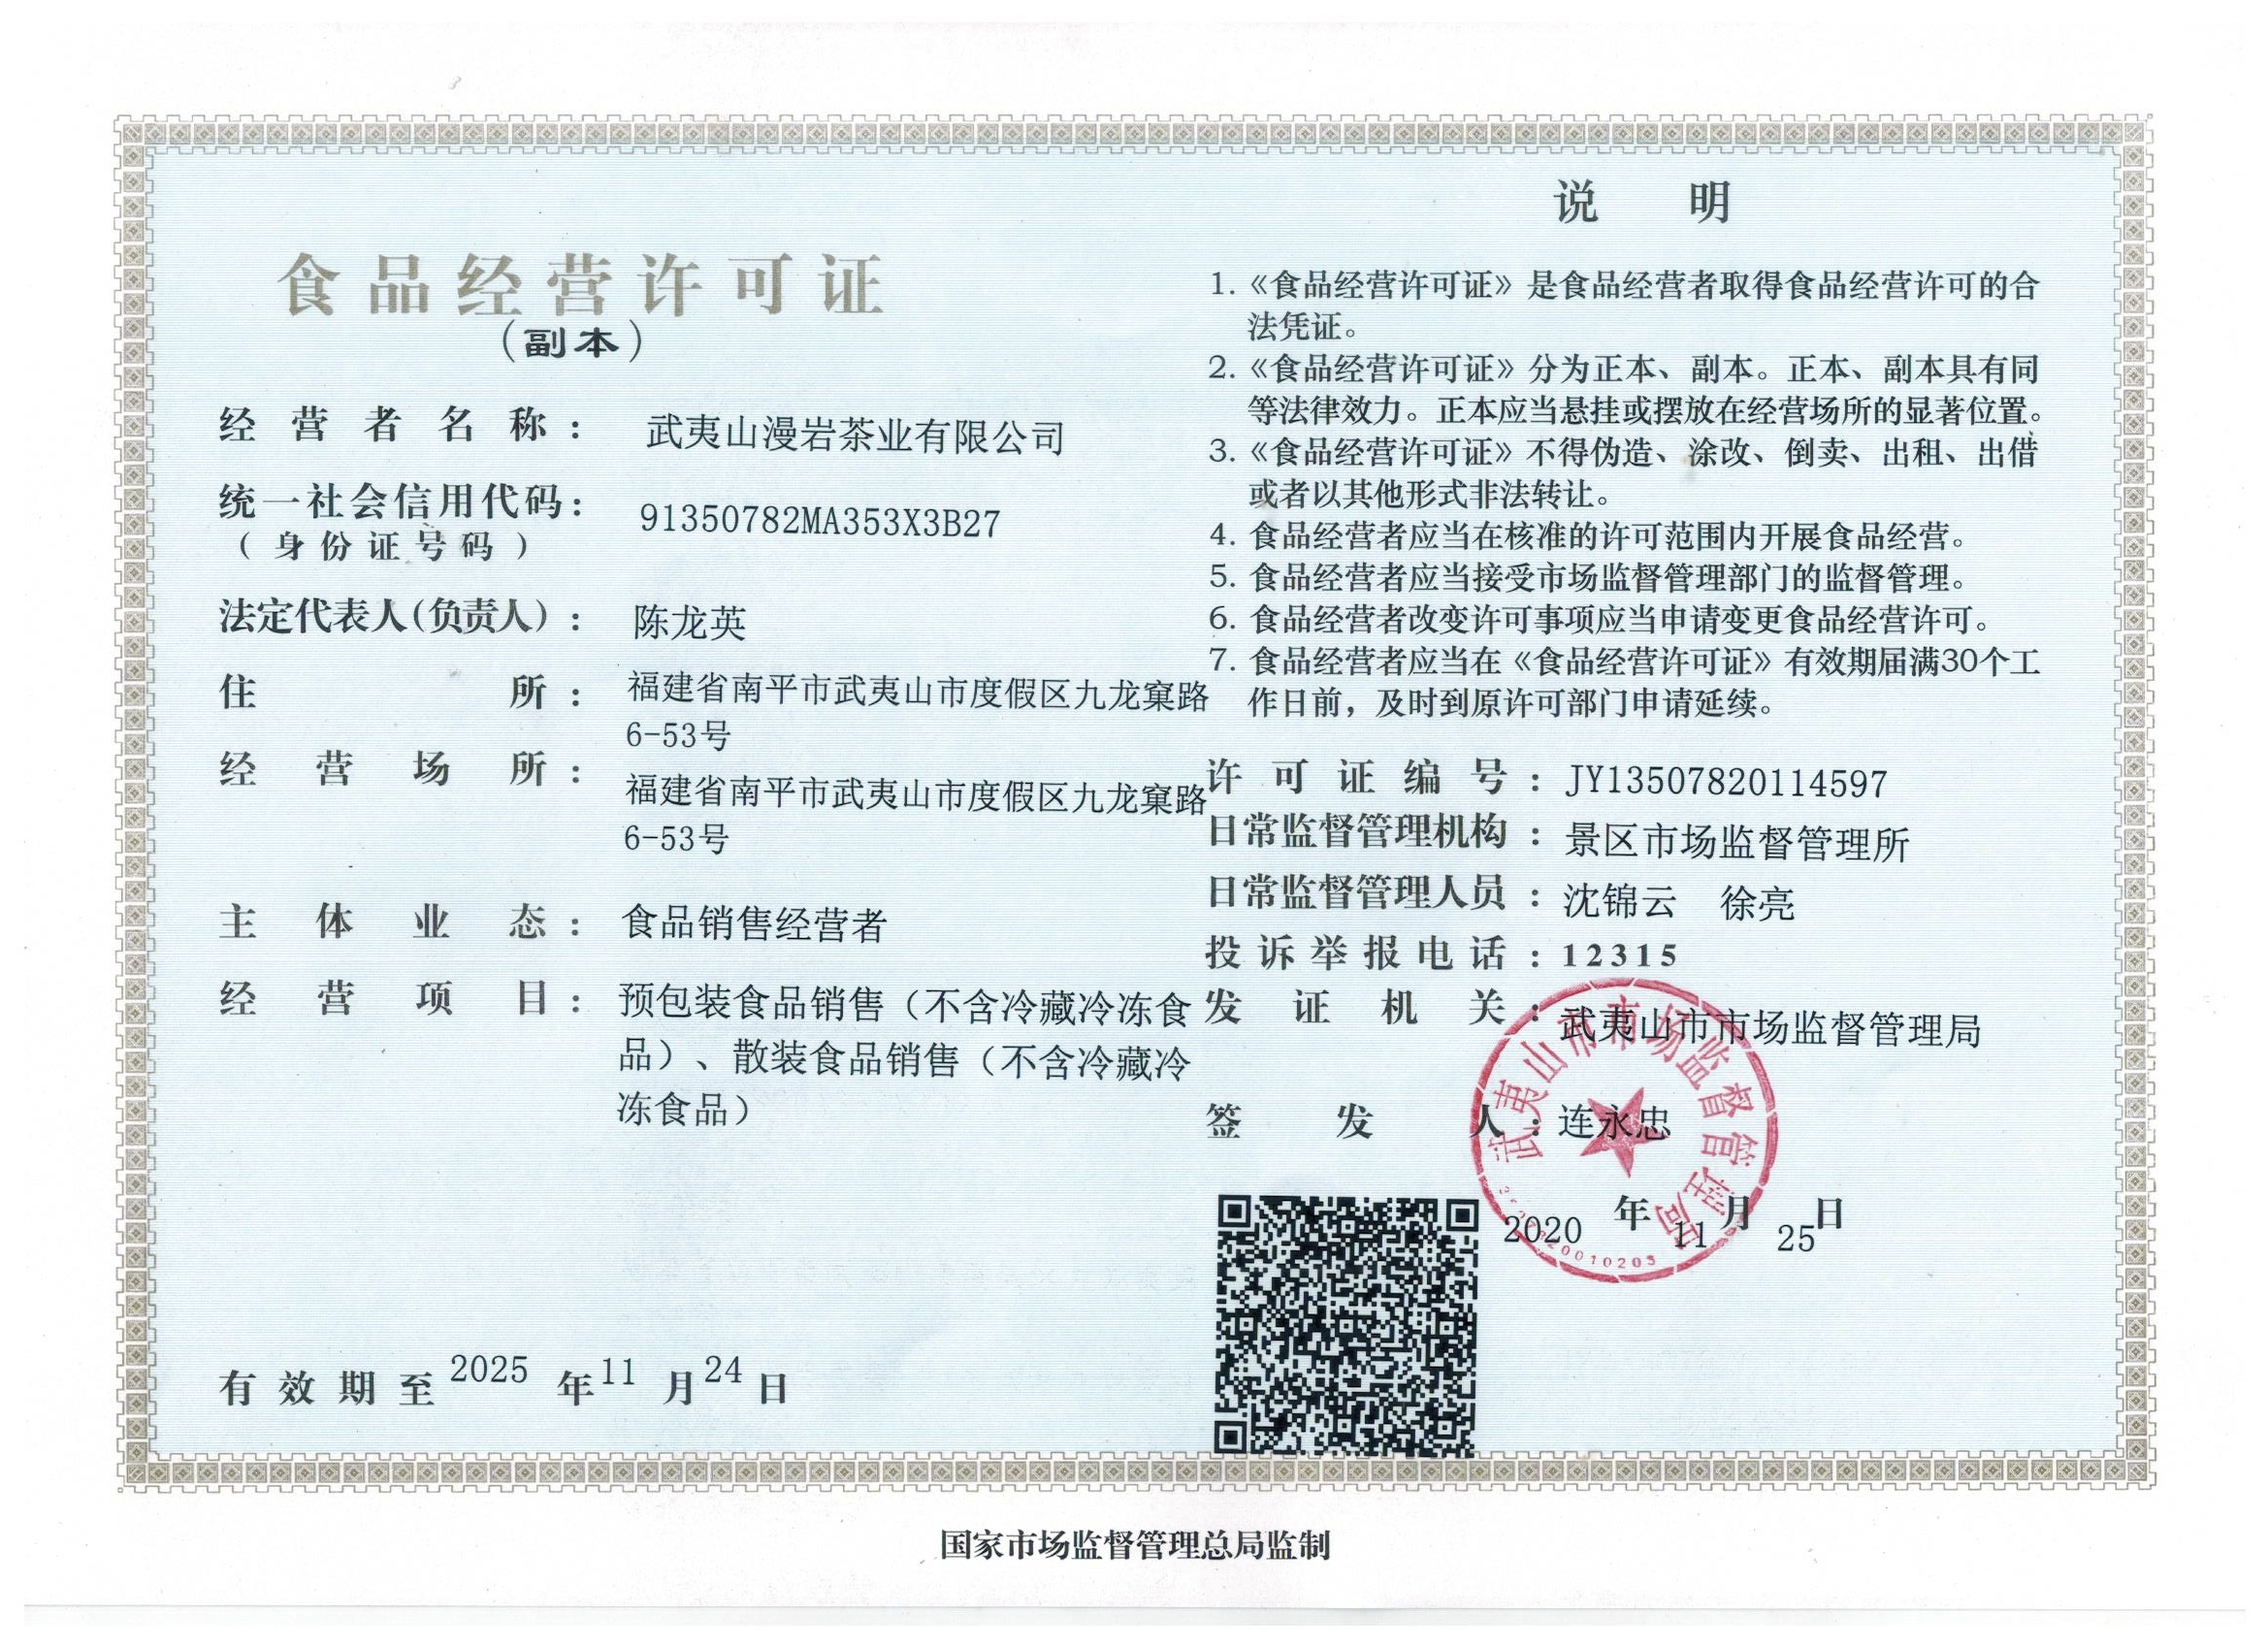 食品经营许可证
（副本）
经营者名称： 武夷山漫岩茶业有限公司
统一社会信用代码： 91350782MA353X3B27
（身份证号码）
法定代表人(负责人)： 陈龙英
住所： 福建省南平市武夷山市度假区九龙窠路
6-53号
经营场所： 福建省南平市武夷山市度假区九龙窠路
6-53号
主体业态： 食品销售经营者
经营项目： 预包装食品销售（不含冷藏冷冻食
品）、散装食品销售（不含冷藏冷
冻食品）
有效期至2025年11月24日
说明
1.《食品经营许可证》是食品经营者取得食品经营许可的合
法凭证。
2.《食品经营许可证》分为正本、副本。正本、副本具有同
等法律效力。正本应当悬挂或摆放在经营场所的显著位置。
3.《食品经营许可证》不得伪造、涂改、倒卖、出租、出借
或者以其他形式非法转让。
4. 食品经营者应当在核准的许可范围内开展食品经营。
5. 食品经营者应当接受市场监督管理部门的监督管理。
6. 食品经营者改变许可事项应当申请变更食品经营许可。
7. 食品经营者应当在《食品经营许可证》有效期届满30个工
作日前，及时到原许可部门申请延续。
许可证编号：JY13507820114597
日常监督管理机构：景区市场监督管理所
日常监督管理人员：沈锦云 徐亮
投诉举报电话：12315
发证机关：武夷山市市场监督管理局
签发人：连永忠
2020年11月25日
武夷山市市场监督管理局
国家市场监督管理总局监制